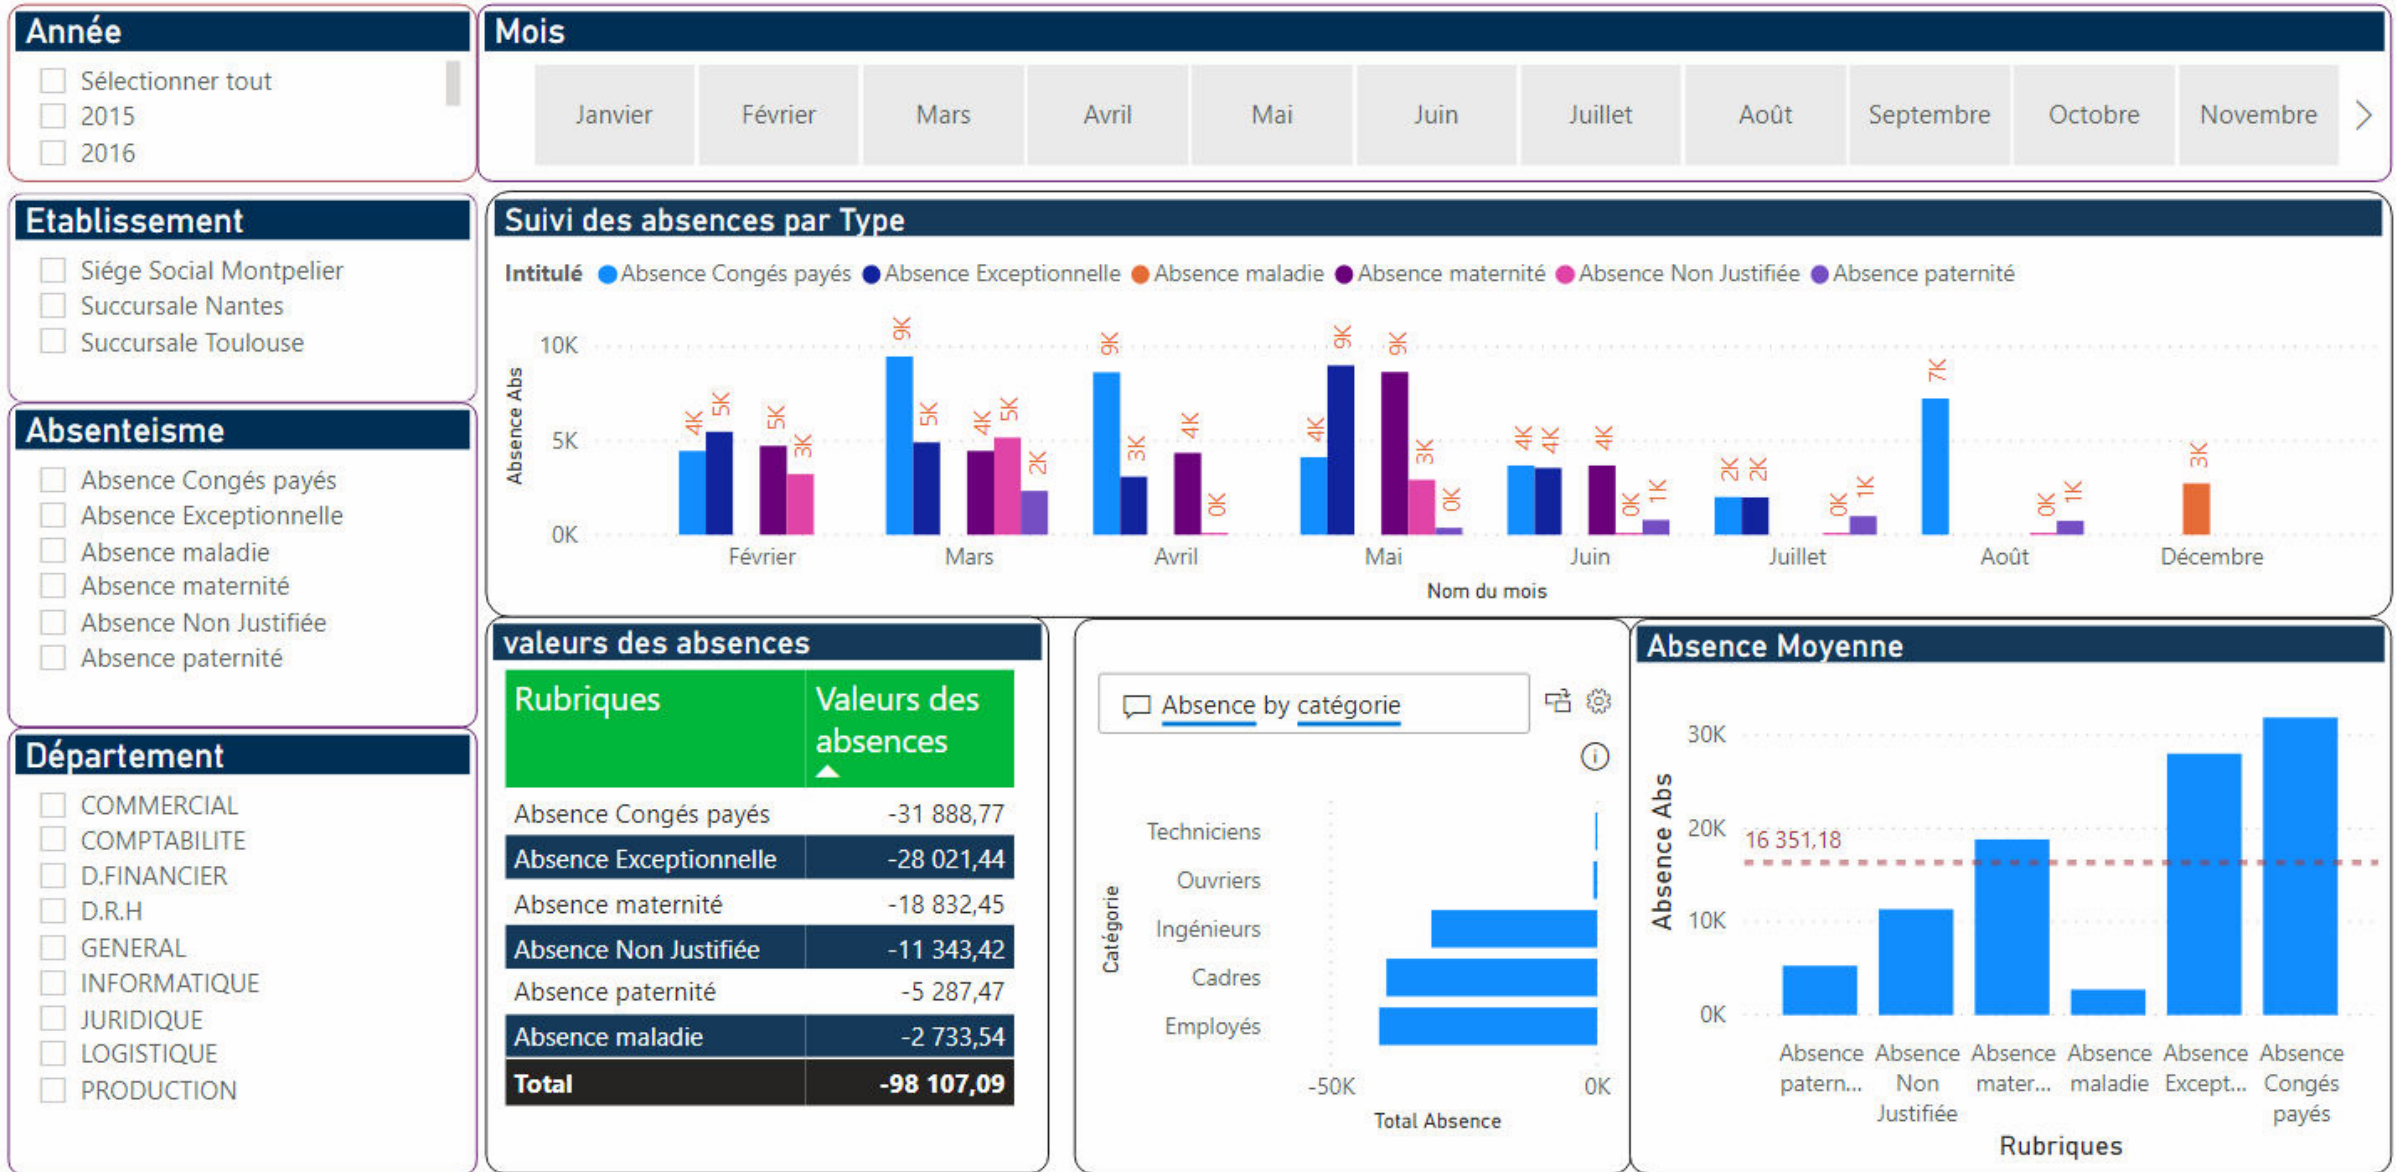 Année
Sélectionner tout
2015
2016
Mois
Janvier Février Mars Avril Mai Juin Juillet Août Septembre Octobre Novembre
Etablissement
Siége Social Montpelier
Succursale Nantes
Succursale Toulouse
Absenteisme
Absence Congés payés
Absence Exceptionnelle
Absence maladie
Absence maternité
Absence Non Justifiée
Absence paternité
Département
COMMERCIAL
COMPTABILITE
D.FINANCIER
D.R.H
GENERAL
INFORMATIQUE
JURIDIQUE
LOGISTIQUE
PRODUCTION
Suivi des absences par Type
Intitulé Absence Congés payés Absence Exceptionnelle Absence maladie Absence maternité Absence Non Justifiée Absence paternité
Absence Abs
10K
5K
0K
4K 5K 5K 3K
9K 5K 4K 5K 2K
9K 3K 4K 0K
4K 9K 9K 3K 0K
4K 4K 4K 0K 1K
2K 2K 0K 1K
7K 0K 1K
3K
Février Mars Avril Mai Juin Juillet Août Décembre
Nom du mois
valeurs des absences
Rubriques Valeurs des
absences
Absence Congés payés -31 888,77
Absence Exceptionnelle -28 021,44
Absence maternité -18 832,45
Absence Non Justifiée -11 343,42
Absence paternité -5 287,47
Absence maladie -2 733,54
Total -98 107,09
Absence by catégorie
Catégorie
Techniciens
Ouvriers
Ingénieurs
Cadres
Employés
-50K 0K
Total Absence
Absence Moyenne
Absence Abs
30K
20K
16 351,18
10K
0K
Absence Absence Absence Absence Absence Absence
patern... Non mater... maladie Except... Congés
Justifiée payés
Rubriques